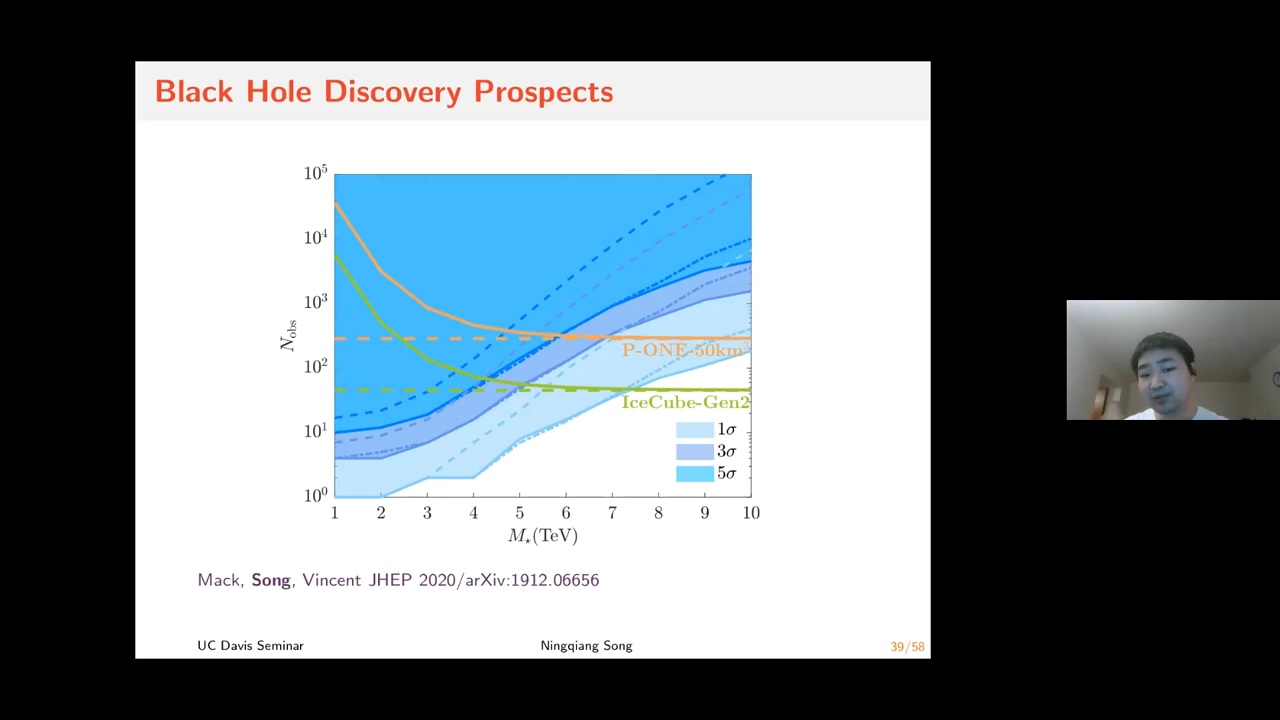 Black Hole Discovery Prospects
10⁵
10⁴
10³
10²
10¹
10⁰
N_obs
P-ONE-50km³
IceCube-Gen2
1σ
3σ
5σ
1 2 3 4 5 6 7 8 9 10
M⋆(TeV)
Mack, Song, Vincent JHEP 2020/arXiv:1912.06656
UC Davis Seminar Ningqiang Song 39/58